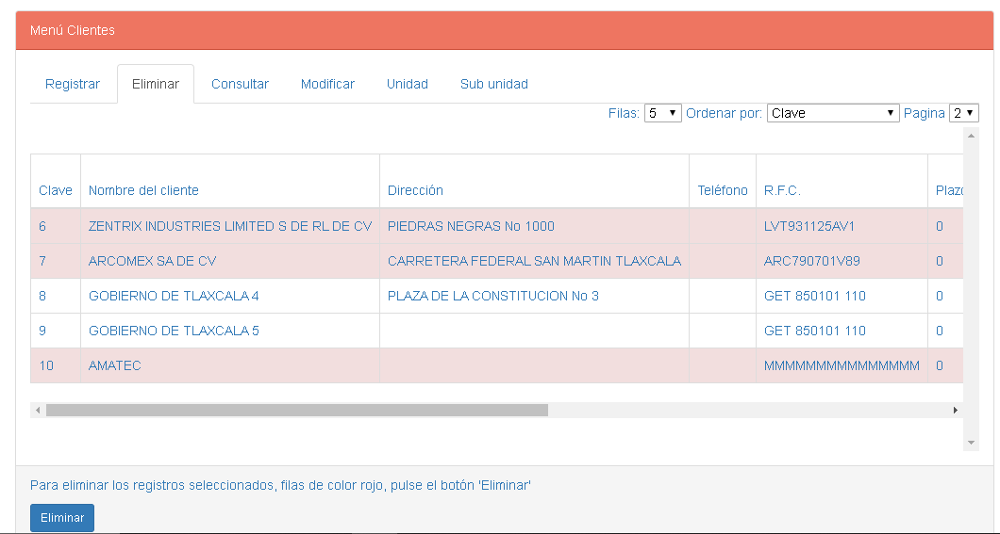 Menú Clientes
Registrar Eliminar Consultar Modificar Unidad Sub unidad
Filas: 5 Ordenar por: Clave Pagina 2
Clave Nombre del cliente Dirección Teléfono R.F.C. Plazo
6 ZENTRIX INDUSTRIES LIMITED S DE RL DE CV PIEDRAS NEGRAS No 1000 LVT931125AV1 0
7 ARCOMEX SA DE CV CARRETERA FEDERAL SAN MARTIN TLAXCALA ARC790701V89 0
8 GOBIERNO DE TLAXCALA 4 PLAZA DE LA CONSTITUCION No 3 GET 850101 110 0
9 GOBIERNO DE TLAXCALA 5 GET 850101 110 0
10 AMATEC MMMMMMMMMMMMMMM 0
Para eliminar los registros seleccionados, filas de color rojo, pulse el botón 'Eliminar'
Eliminar